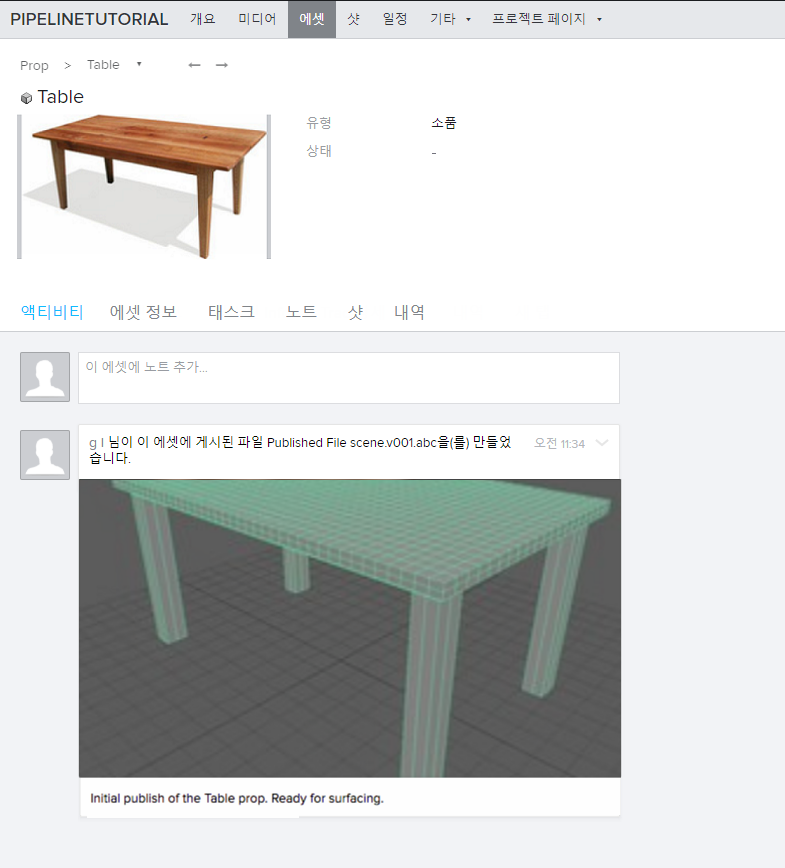 PIPELINETUTORIAL 개요 미디어 에셋 샷 일정 기타 프로젝트 페이지
Prop > Table
Table
유형 소품
상태 -
액티비티 에셋 정보 태스크 노트 샷 내역
이 에셋에 노트 추가...
g l 님이 이 에셋에 게시된 파일 Published File scene.v001.abc을(를) 만들었 오전 11:34
습니다.
Initial publish of the Table prop. Ready for surfacing.